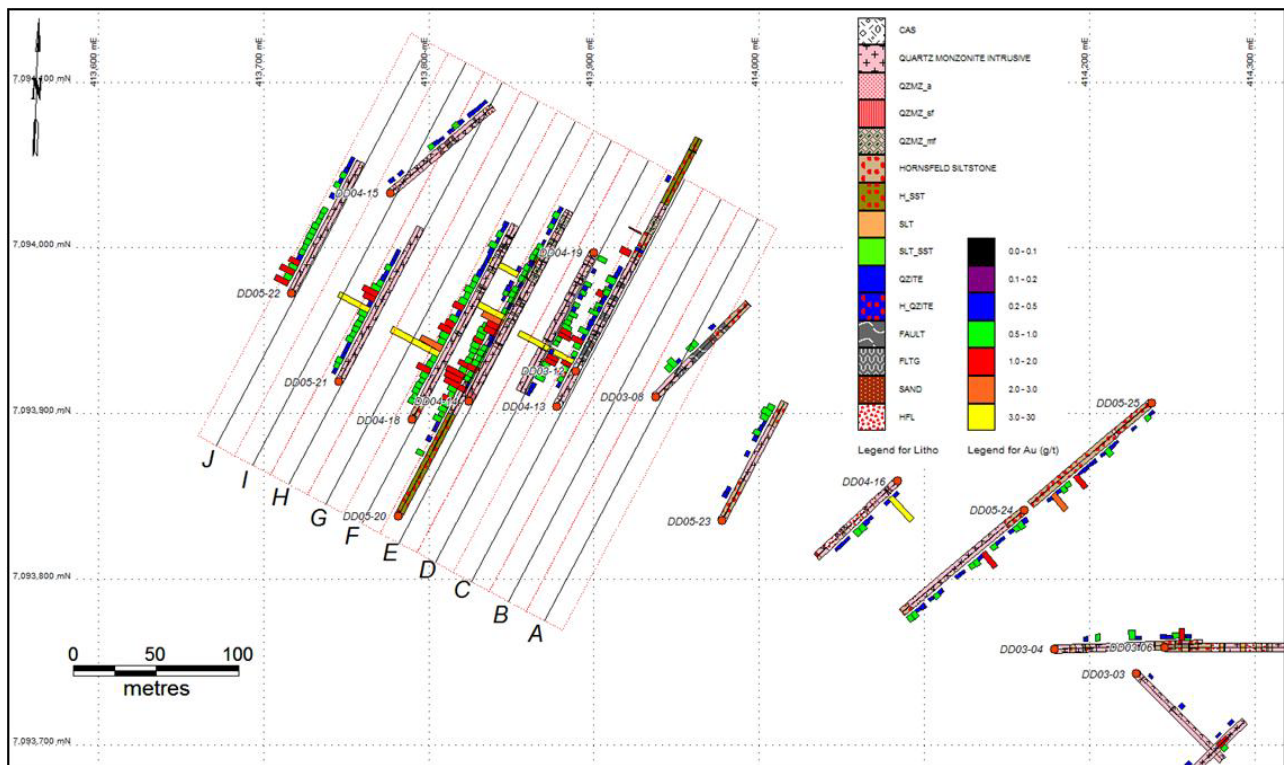 413,600 mE
413,700 mE
413,800 mE
413,900 mE
414,000 mE
414,200 mE
414,300 mE
N
7,094,000 mN
7,093,900 mN
7,093,800 mN
7,093,700 mN
DD04-15
DD04-19
DD05-22
DD05-21
DD03-12
DD04-18
DD04-13
DD03-08
DD05-20
DD05-23
DD05-25
DD04-16
DD05-24
DD03-04
DD03-06
DD03-03
J
I
H
G
F
E
D
C
B
A
CAS
QUARTZ MONZONITE INTRUSIVE
QZMZ_a
QZMZ_sf
QZMZ_mf
HORNSFELD SILTSTONE
H_SST
SLT
SLT_SST
QZITE
H_QZITE
FAULT
FLTG
SAND
HFL
Legend for Litho
0.0 - 0.1
0.1 - 0.2
0.2 - 0.5
0.5 - 1.0
1.0 - 2.0
2.0 - 3.0
3.0 - 30
Legend for Au (g/t)
0 50 100
metres